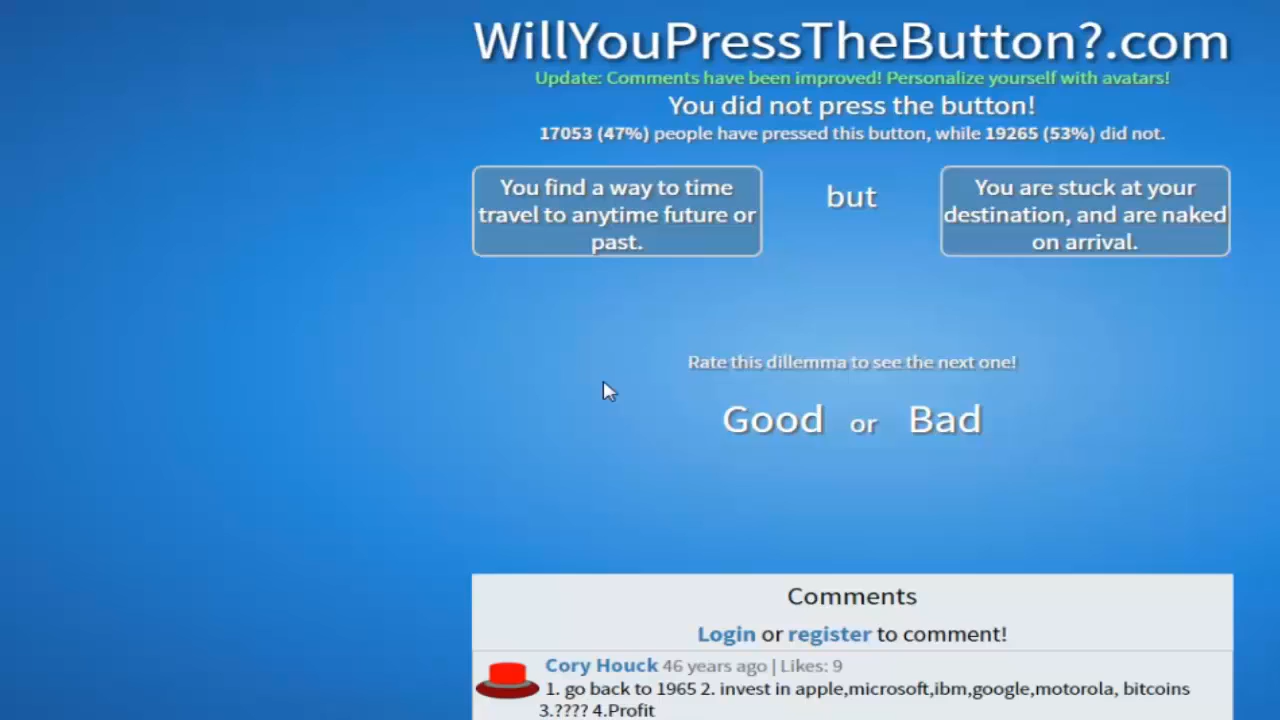 WillYouPressTheButton?.com
Update: Comments have been improved! Personalize yourself with avatars!
You did not press the button!
17053 (47%) people have pressed this button, while 19265 (53%) did not.
You find a way to time
travel to anytime future or
past.
but
You are stuck at your
destination, and are naked
on arrival.
Rate this dillemma to see the next one!
Good or Bad
Comments
Login or register to comment!
Cory Houck 46 years ago | Likes: 9
1. go back to 1965 2. invest in apple,microsoft,ibm,google,motorola, bitcoins
3.???? 4.Profit